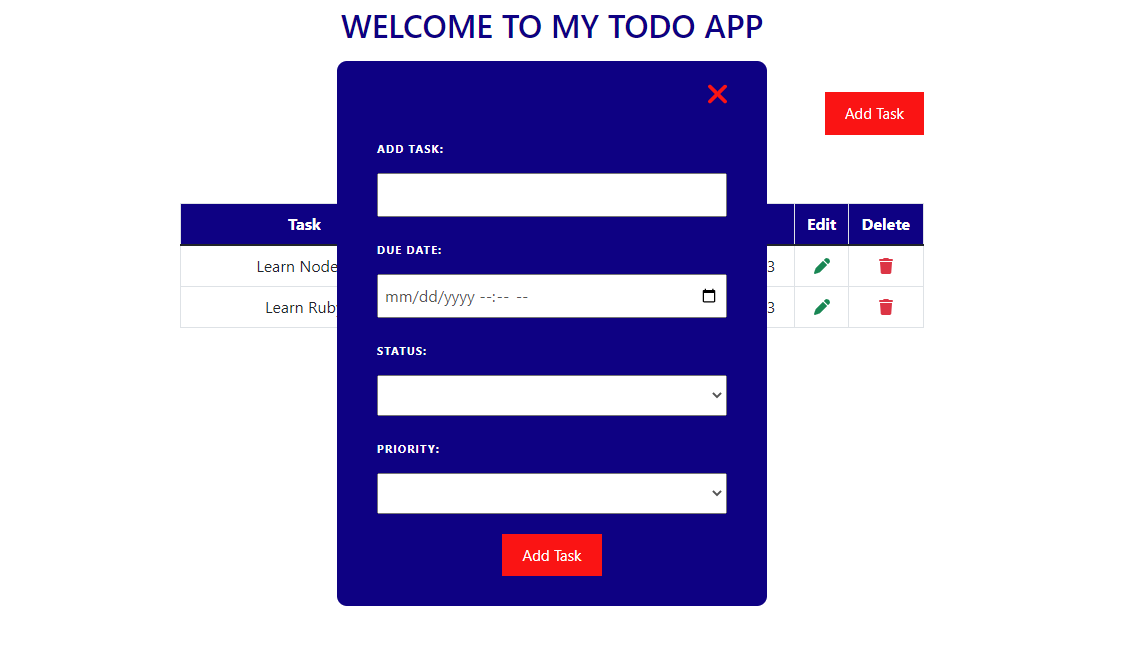 WELCOME TO MY TODO APP
Add Task
ADD TASK:
Task Edit Delete
DUE DATE:
Learn Node 3
mm/dd/yyyy --:-- --
Learn Ruby 3
STATUS:
PRIORITY:
Add Task